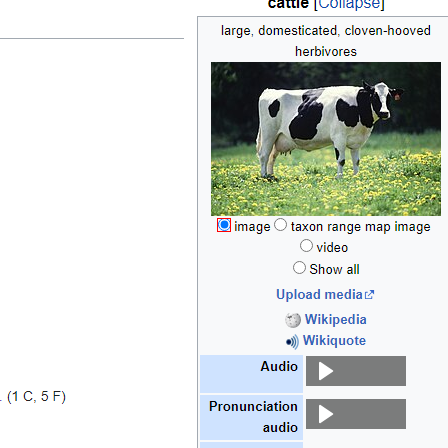 cattle [Collapse]
large, domesticated, cloven-hooved
herbivores
image taxon range map image
video
Show all
Upload media
Wikipedia
Wikiquote
Audio
. (1 C, 5 F)
Pronunciation
audio